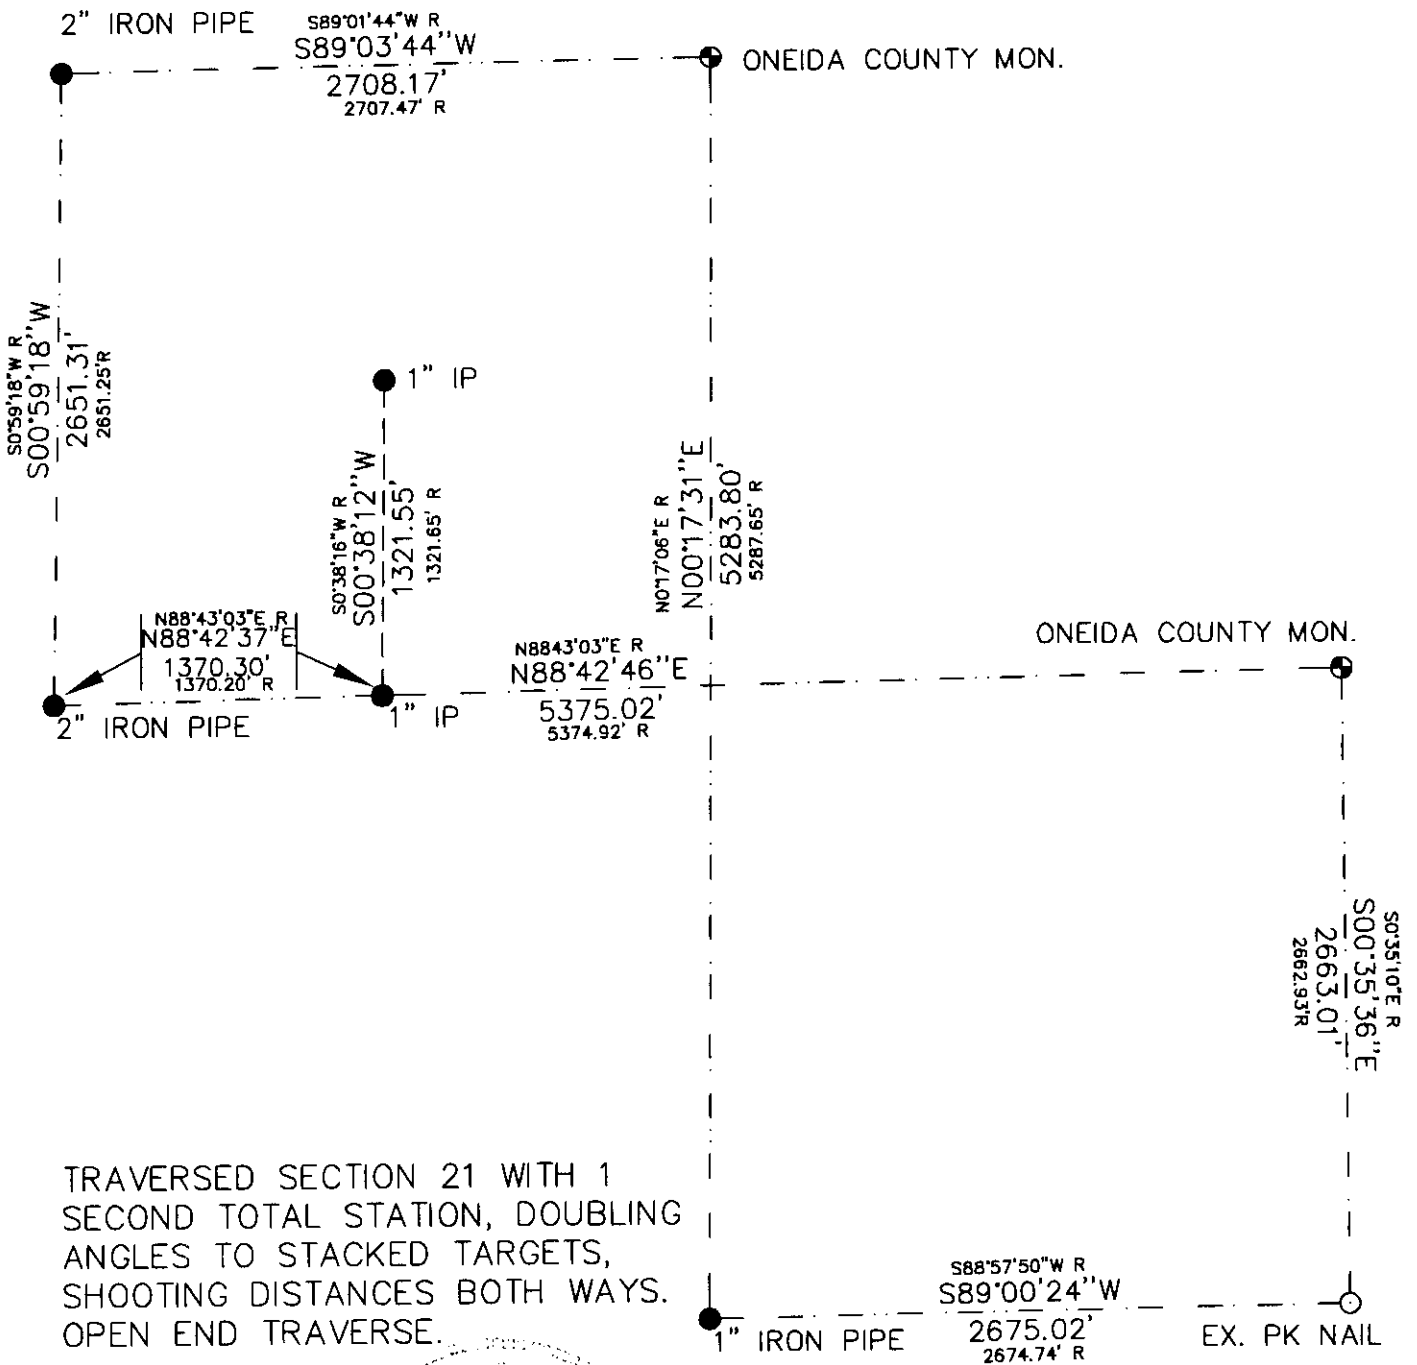 2" IRON PIPE
S89°01'44"W R
S89°03'44"W
2708.17'
2707.47' R
ONEIDA COUNTY MON.
S0°59'18"W R
S00°59'18"W
2651.31'
2651.25'R
1" IP
S0°38'16"W R
S00°38'12"W
1321.55'
1321.65' R
N0°17'06"E R
N00°17'31"E
5283.80'
5287.65' R
N88°43'03"E R
N88°42'37"E
1370.30'
1370.20' R
2" IRON PIPE
1" IP
N8843'03"E R
N88°42'46"E
5375.02'
5374.92' R
ONEIDA COUNTY MON.
S0°35'10"E R
S00°35'36"E
2663.01'
2662.93'R
TRAVERSED SECTION 21 WITH 1
SECOND TOTAL STATION, DOUBLING
ANGLES TO STACKED TARGETS,
SHOOTING DISTANCES BOTH WAYS.
OPEN END TRAVERSE.
S88°57'50"W R
S89°00'24"W
2675.02'
2674.74' R
1" IRON PIPE
EX. PK NAIL